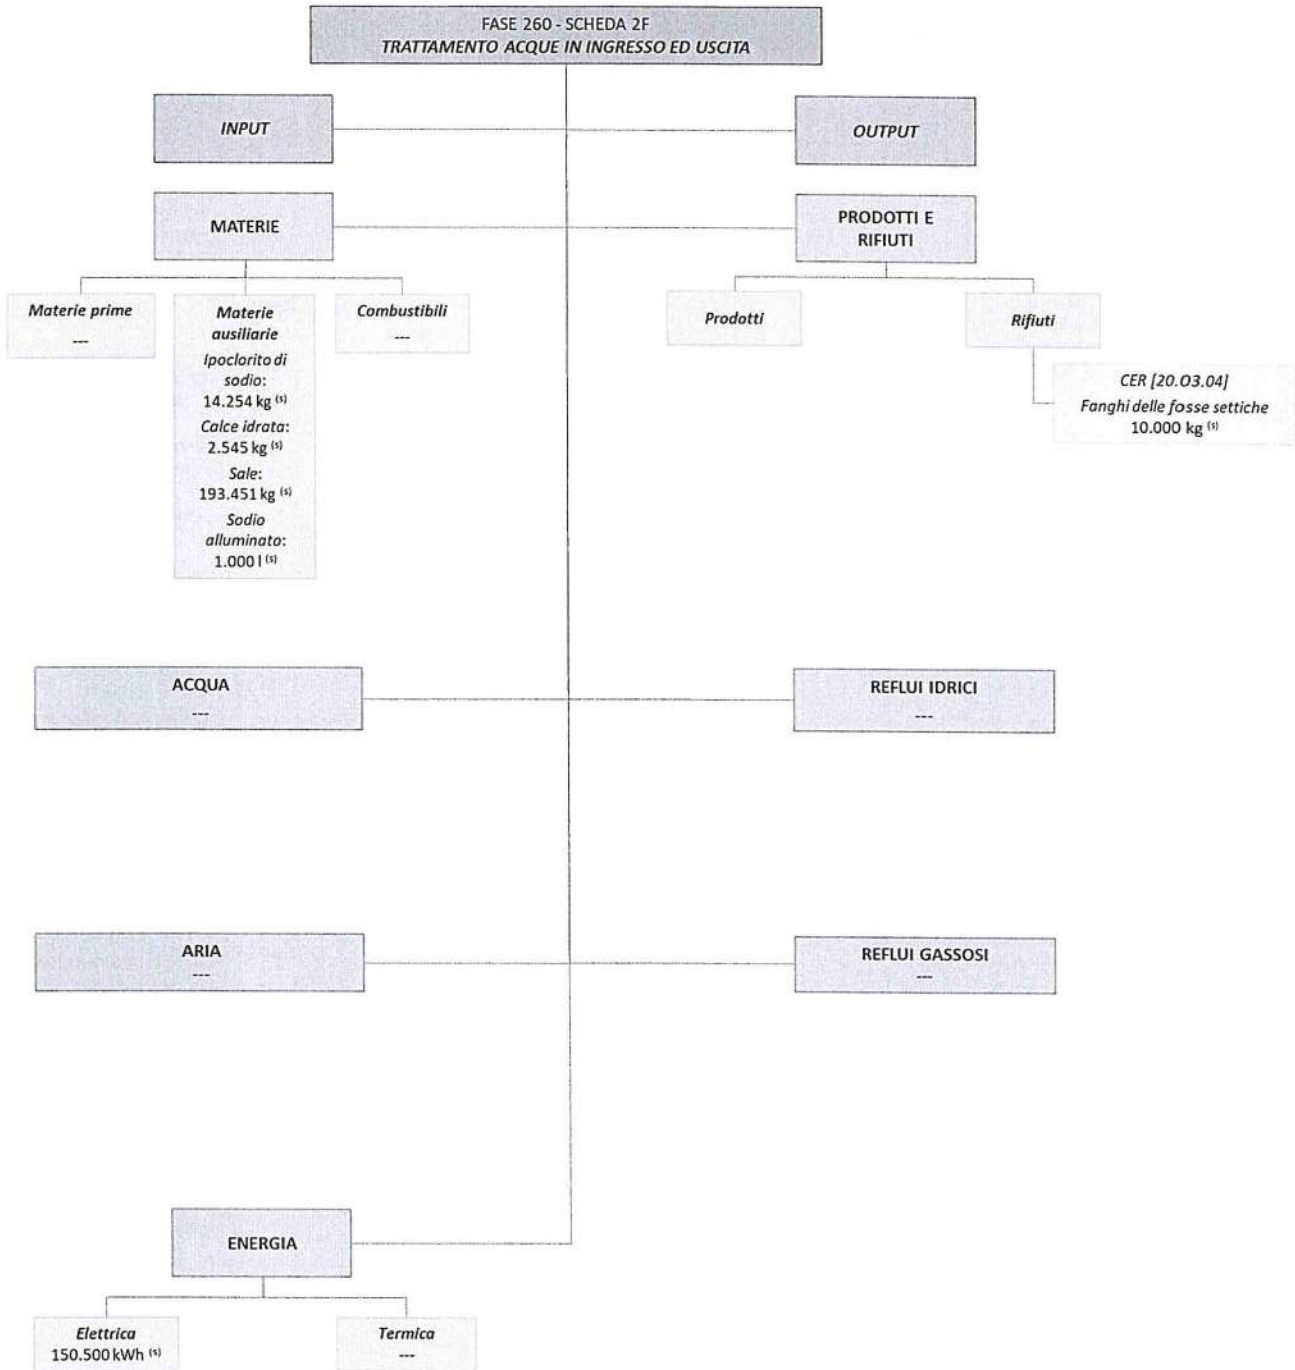 FASE 260 - SCHEDA 2F
TRATTAMENTO ACQUE IN INGRESSO ED USCITA
INPUT
OUTPUT
MATERIE
PRODOTTI E
RIFIUTI
Materie prime
---
Materie
ausiliarie
Ipoclorito di
sodio:
14.254 kg (s)
Calce idrata:
2.545 kg (s)
Sale:
193.451 kg (s)
Sodio
alluminato:
1.000 l (s)
Combustibili
---
Prodotti
Rifiuti
CER [20.03.04]
Fanghi delle fosse settiche
10.000 kg (s)
ACQUA
---
REFLUI IDRICI
---
ARIA
---
REFLUI GASSOSI
---
ENERGIA
Elettrica
150.500 kWh (s)
Termica
---